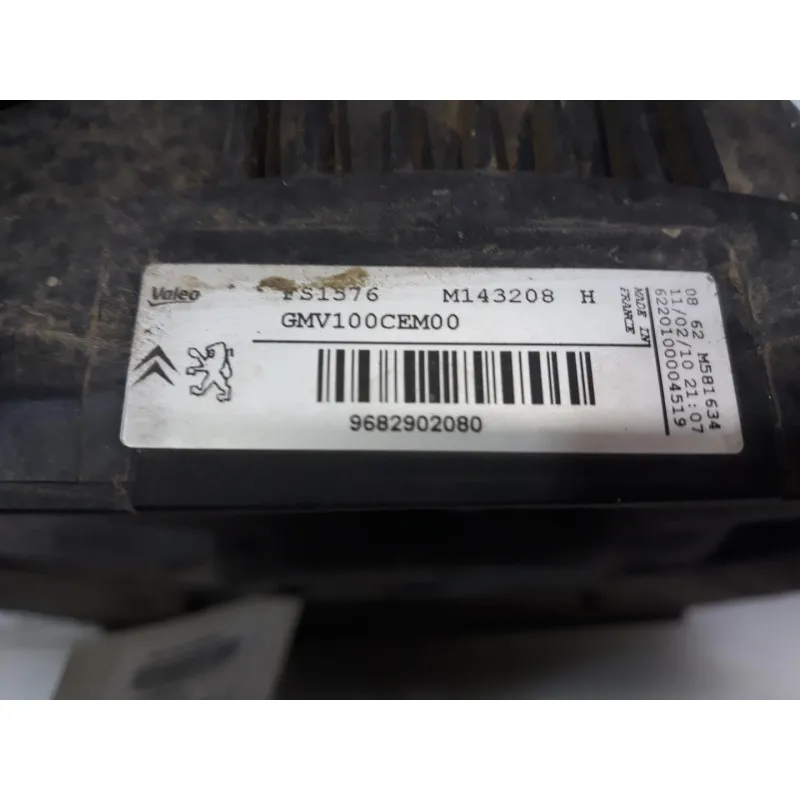 Valeo
FS1576 M143208 H
GMV100CEM00
9682902080
MADE IN
FRANCE
08 62 M581634
11/02/10 21:07
6220100004519